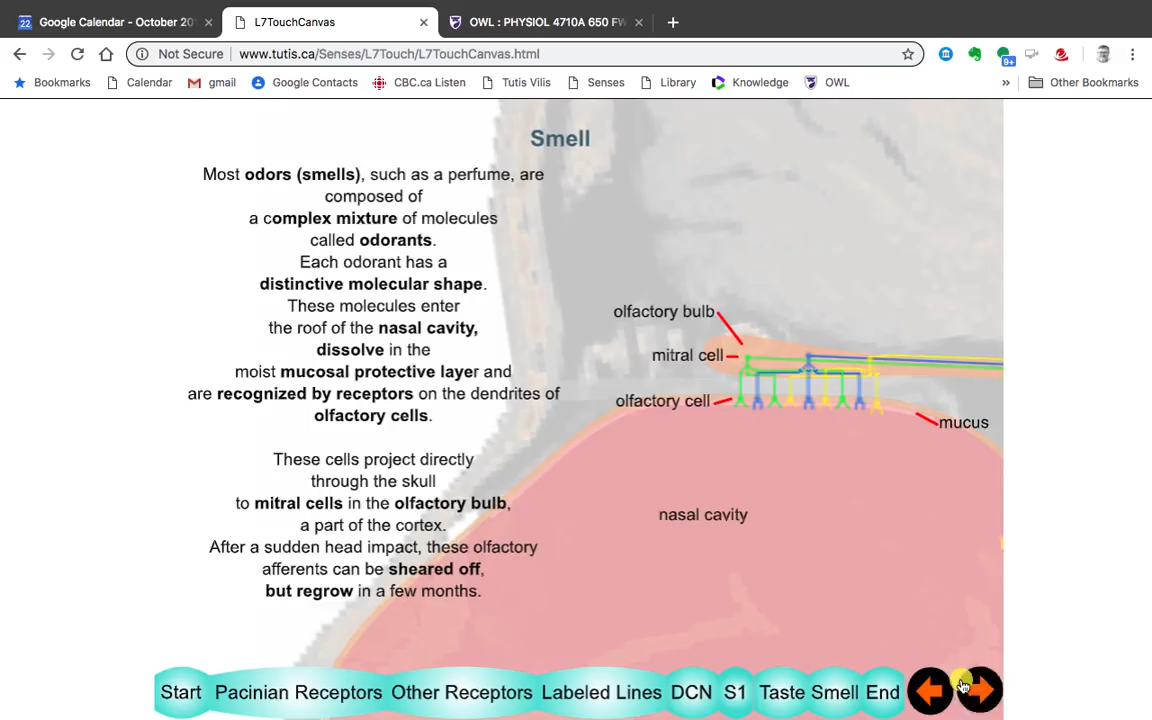 22 Google Calendar - October 20
L7TouchCanvas
OWL : PHYSIOL 4710A 650 FW
Not Secure
www.tutis.ca/Senses/L7Touch/L7TouchCanvas.html
9+
Bookmarks Calendar gmail Google Contacts CBC.ca Listen Tutis Vilis Senses Library Knowledge OWL » Other Bookmarks
Smell
Most odors (smells), such as a perfume, are
composed of
a complex mixture of molecules
called odorants.
Each odorant has a
distinctive molecular shape.
These molecules enter
the roof of the nasal cavity,
dissolve in the
moist mucosal protective layer and
are recognized by receptors on the dendrites of
olfactory cells.
These cells project directly
through the skull
to mitral cells in the olfactory bulb,
a part of the cortex.
After a sudden head impact, these olfactory
afferents can be sheared off,
but regrow in a few months.
olfactory bulb
mitral cell
olfactory cell
mucus
nasal cavity
Start Pacinian Receptors Other Receptors Labeled Lines DCN S1 Taste Smell End